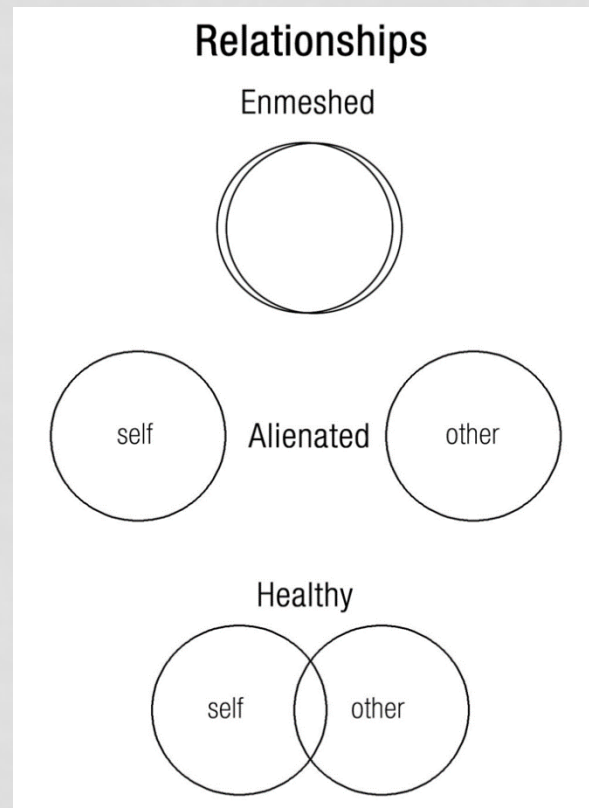 Relationships
Enmeshed
self Alienated other
Healthy
self other